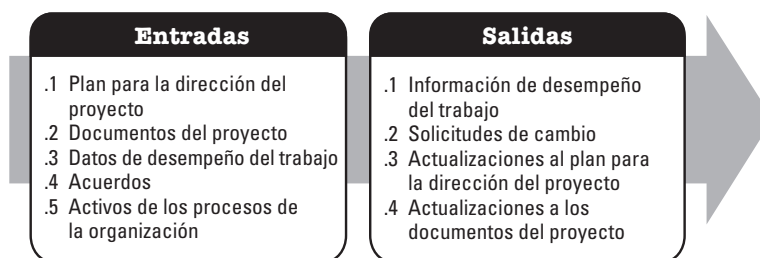 Entradas
.1 Plan para la dirección del
proyecto
.2 Documentos del proyecto
.3 Datos de desempeño del trabajo
.4 Acuerdos
.5 Activos de los procesos de
la organización
Salidas
.1 Información de desempeño
del trabajo
.2 Solicitudes de cambio
.3 Actualizaciones al plan para
la dirección del proyecto
.4 Actualizaciones a los
documentos del proyecto